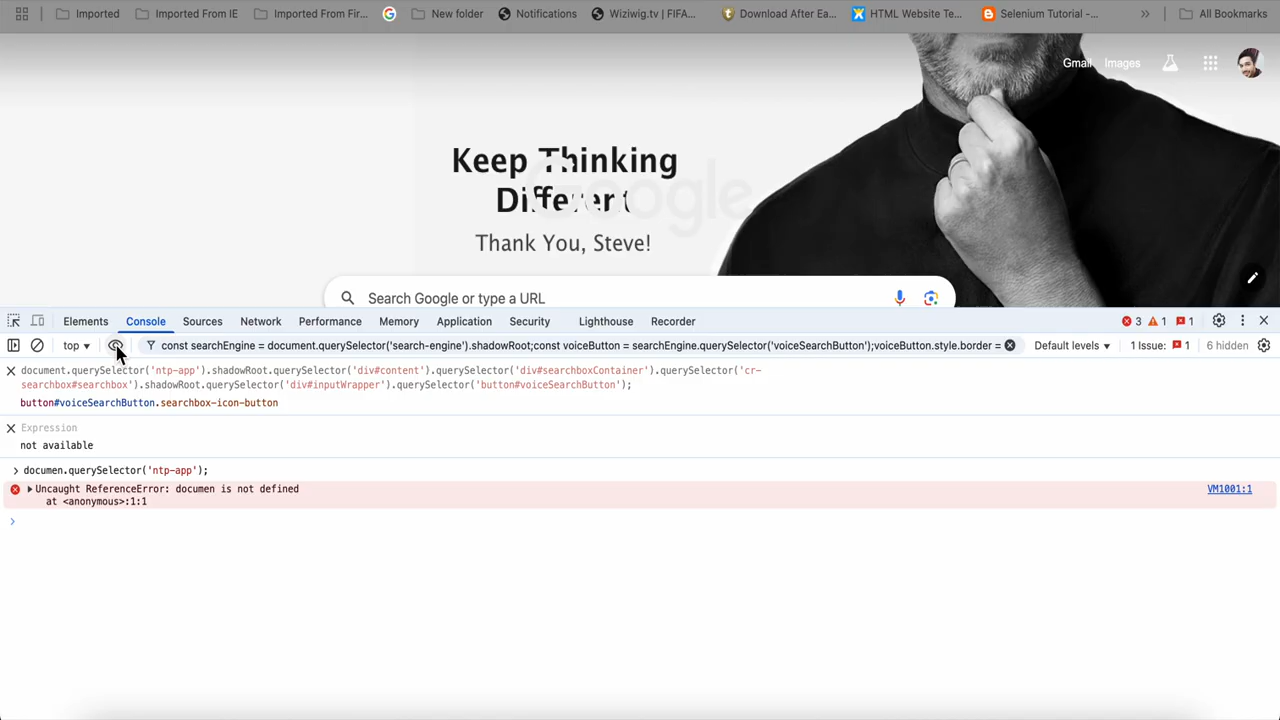 Imported Imported From IE Imported From Fir... New folder Notifications Wiziwig.tv | FIFA... Download After Ea... HTML Website Te... Selenium Tutorial –... » All Bookmarks
Gmail Images
Keep Thinking
Different
Google
Thank You, Steve!
Search Google or type a URL
Elements Console Sources Network Performance Memory Application Security Lighthouse Recorder 3 1 1
top const searchEngine = document.querySelector('search-engine').shadowRoot;const voiceButton = searchEngine.querySelector('voiceSearchButton');voiceButton.style.border = Default levels 1 Issue: 1 6 hidden
document.querySelector('ntp-app').shadowRoot.querySelector('div#content').querySelector('div#searchboxContainer').querySelector('cr-
searchbox#searchbox').shadowRoot.querySelector('div#inputWrapper').querySelector('button#voiceSearchButton');
button#voiceSearchButton.searchbox-icon-button
Expression
not available
> documen.querySelector('ntp-app');
Uncaught ReferenceError: documen is not defined VM1001:1
at <anonymous>:1:1
>